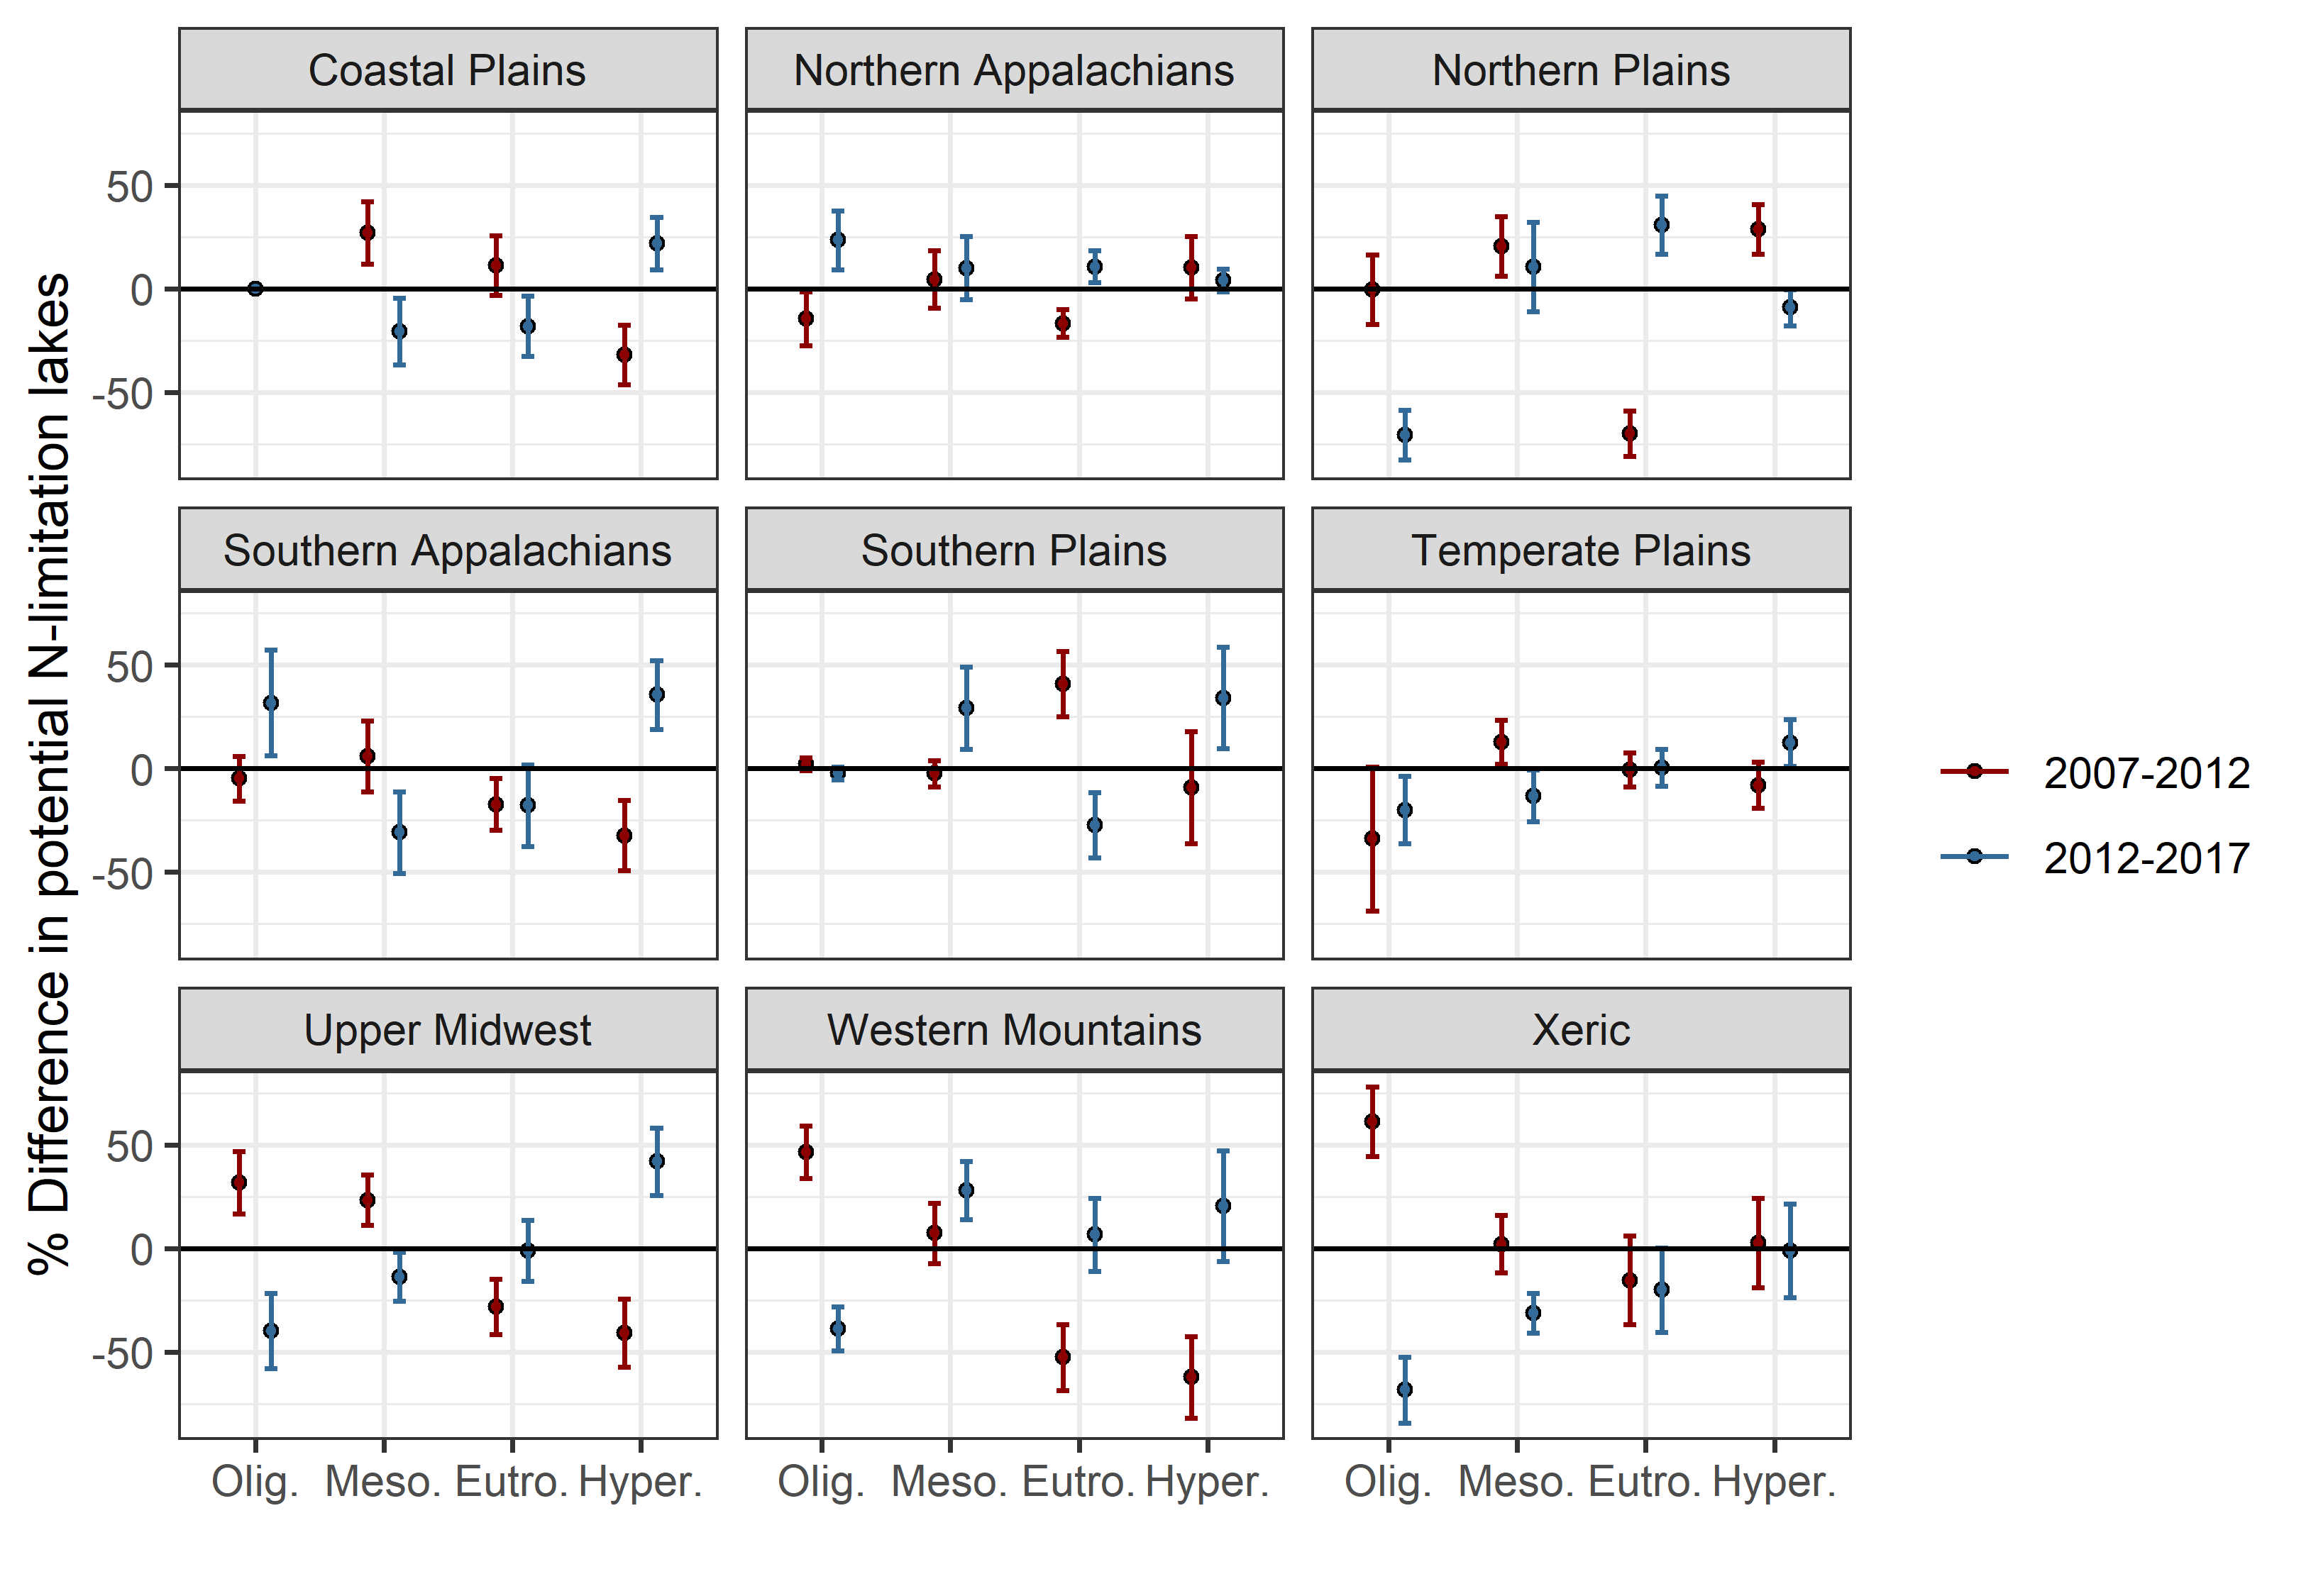 % Difference in potential N-limitation lakes
Coastal Plains
Northern Appalachians
Northern Plains
50
0
-50
Southern Appalachians
Southern Plains
Temperate Plains
50
0
-50
Upper Midwest
Western Mountains
Xeric
50
0
-50
Olig. Meso. Eutro. Hyper.
Olig. Meso. Eutro. Hyper.
Olig. Meso. Eutro. Hyper.
2007-2012
2012-2017